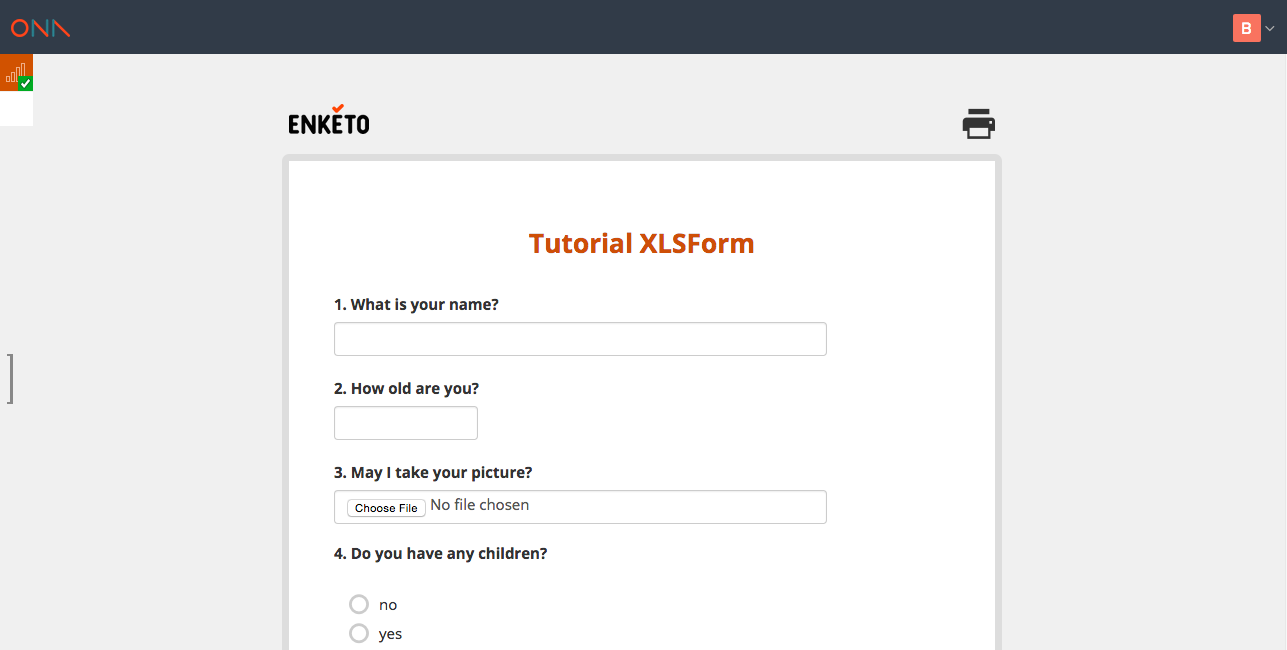 ONA
B
ENKETO
Tutorial XLSForm
1. What is your name?
2. How old are you?
3. May I take your picture?
Choose File No file chosen
4. Do you have any children?
no
yes